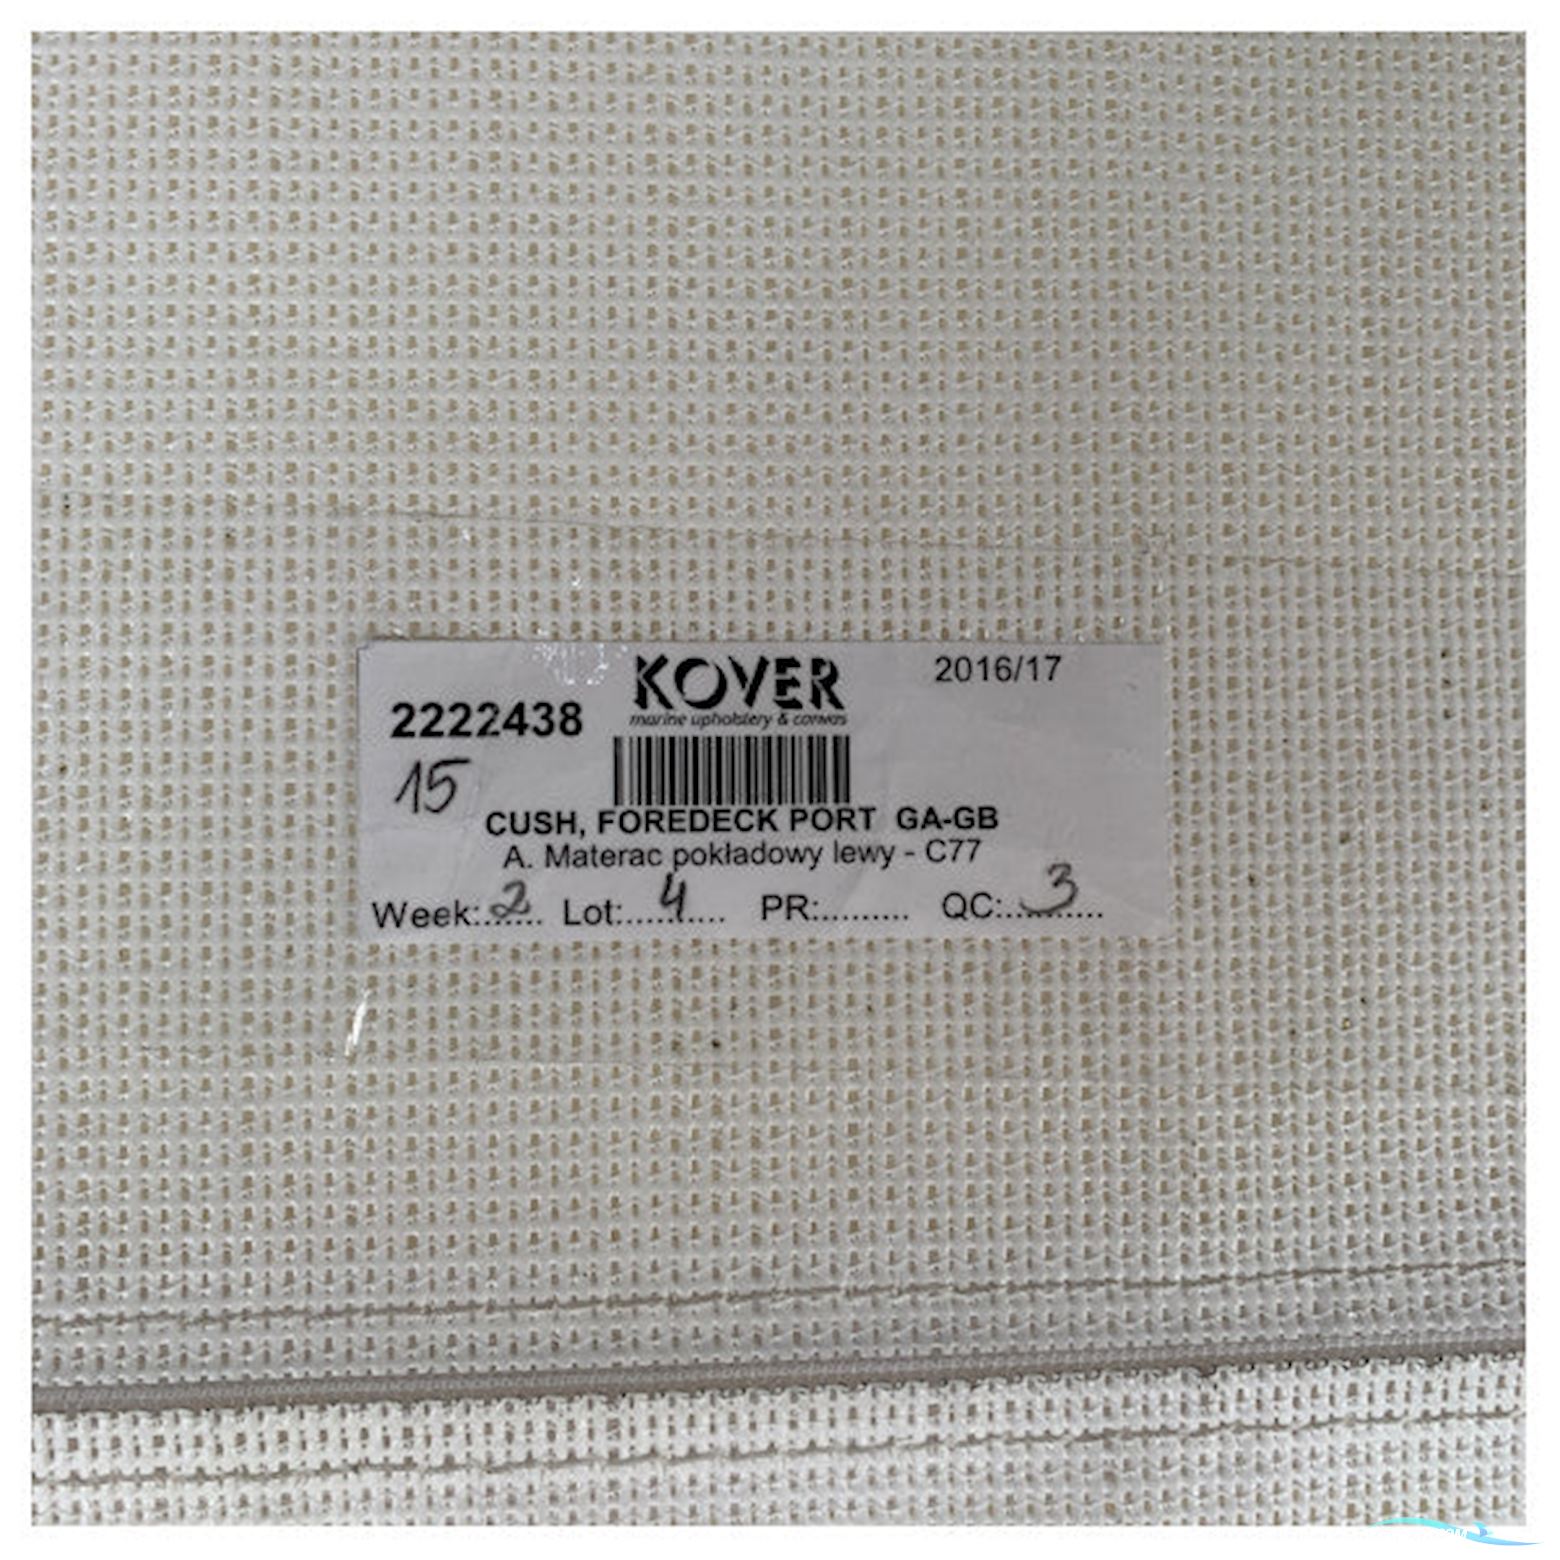 KOVER
marine upholstery & canvas
2016/17
2222438
15
CUSH, FOREDECK PORT GA-GB
A. Materac pokładowy lewy - C77
Week:..2..... Lot:......4.... PR:......... QC:....3.......